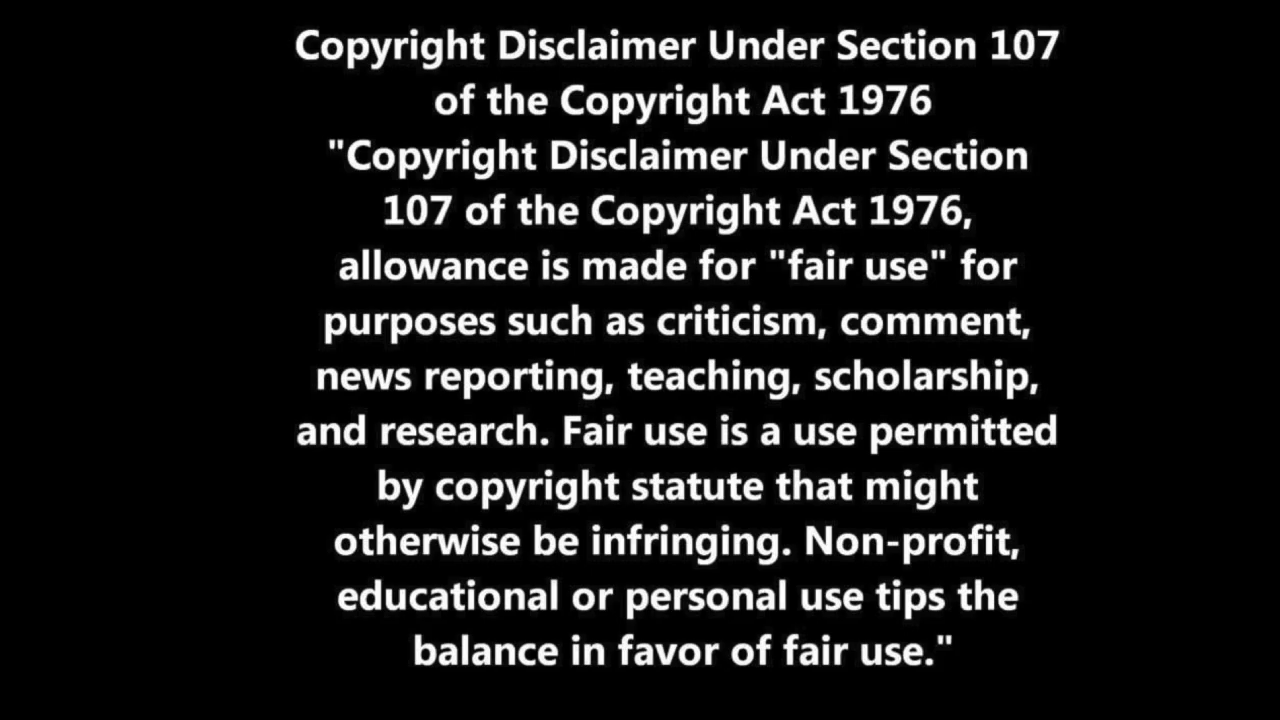 Copyright Disclaimer Under Section 107
of the Copyright Act 1976
"Copyright Disclaimer Under Section
107 of the Copyright Act 1976,
allowance is made for "fair use" for
purposes such as criticism, comment,
news reporting, teaching, scholarship,
and research. Fair use is a use permitted
by copyright statute that might
otherwise be infringing. Non-profit,
educational or personal use tips the
balance in favor of fair use."